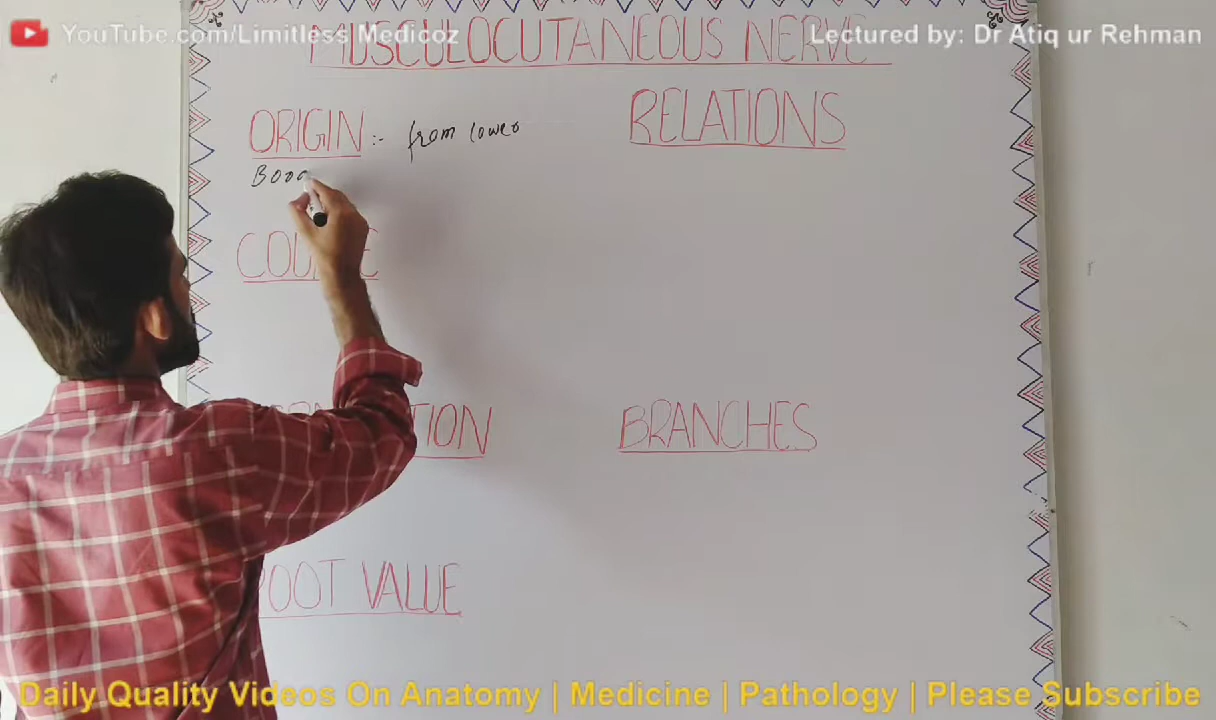 YouTube.com/Limitless Medicoz
Lectured by: Dr Atiq ur Rehman
MUSCULOCUTANEOUS NERVE
ORIGIN :- from lower
RELATIONS
BRANCHES
ROOT VALUE
Daily Quality Videos On Anatomy | Medicine | Pathology | Please Subscribe